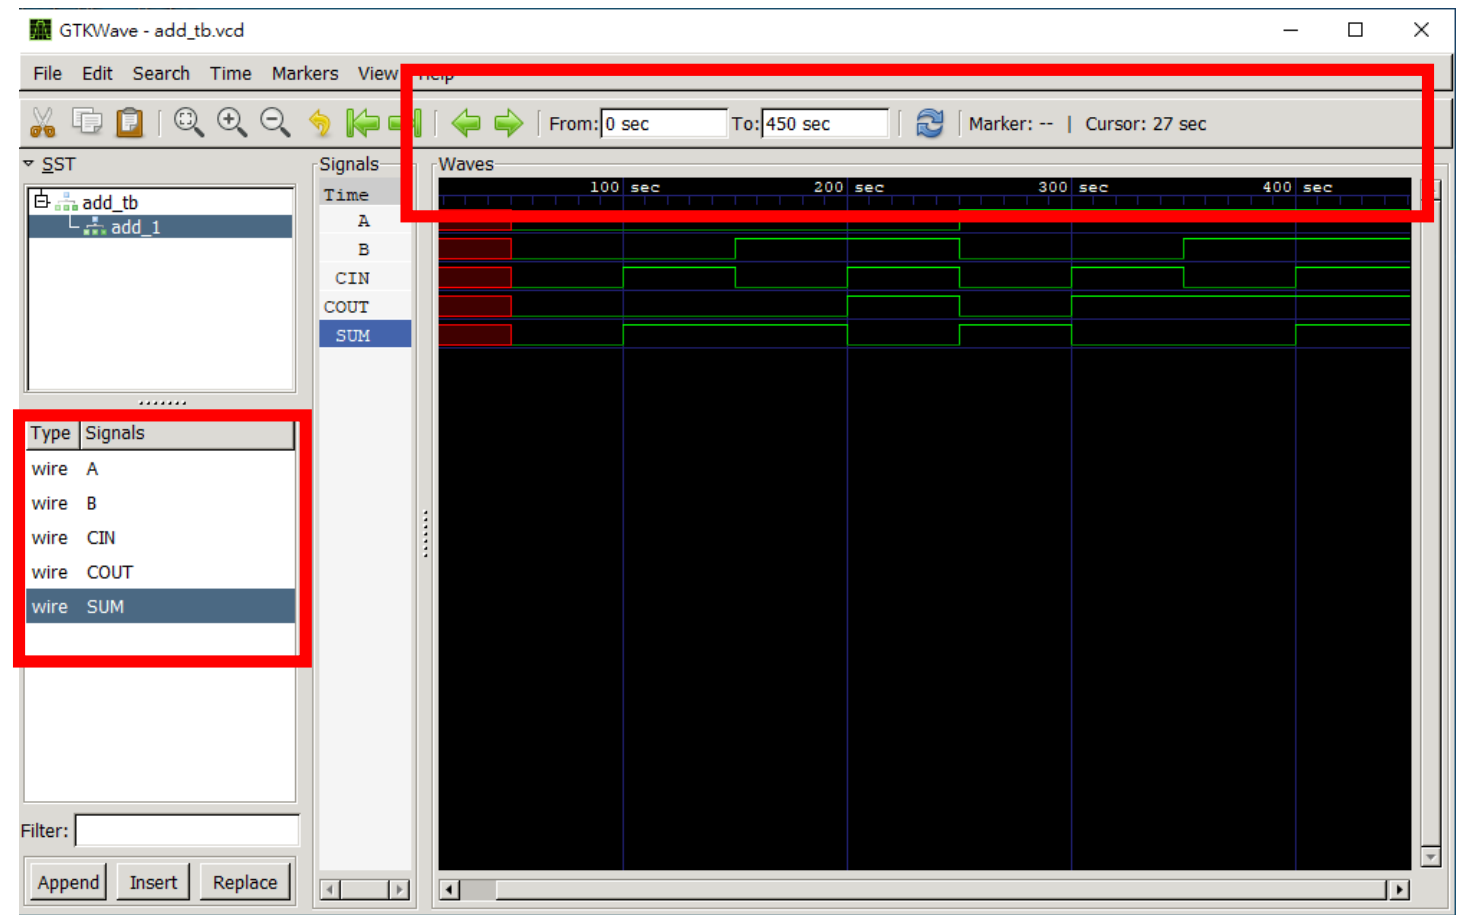 GTKWave - add_tb.vcd
File Edit Search Time Markers View
From: 0 sec To: 450 sec Marker: -- | Cursor: 27 sec
SST
add_tb
add_1
Signals
Time
A
B
CIN
COUT
SUM
Waves
100 sec 200 sec 300 sec 400 sec
Type Signals
wire A
wire B
wire CIN
wire COUT
wire SUM
Filter:
Append Insert Replace